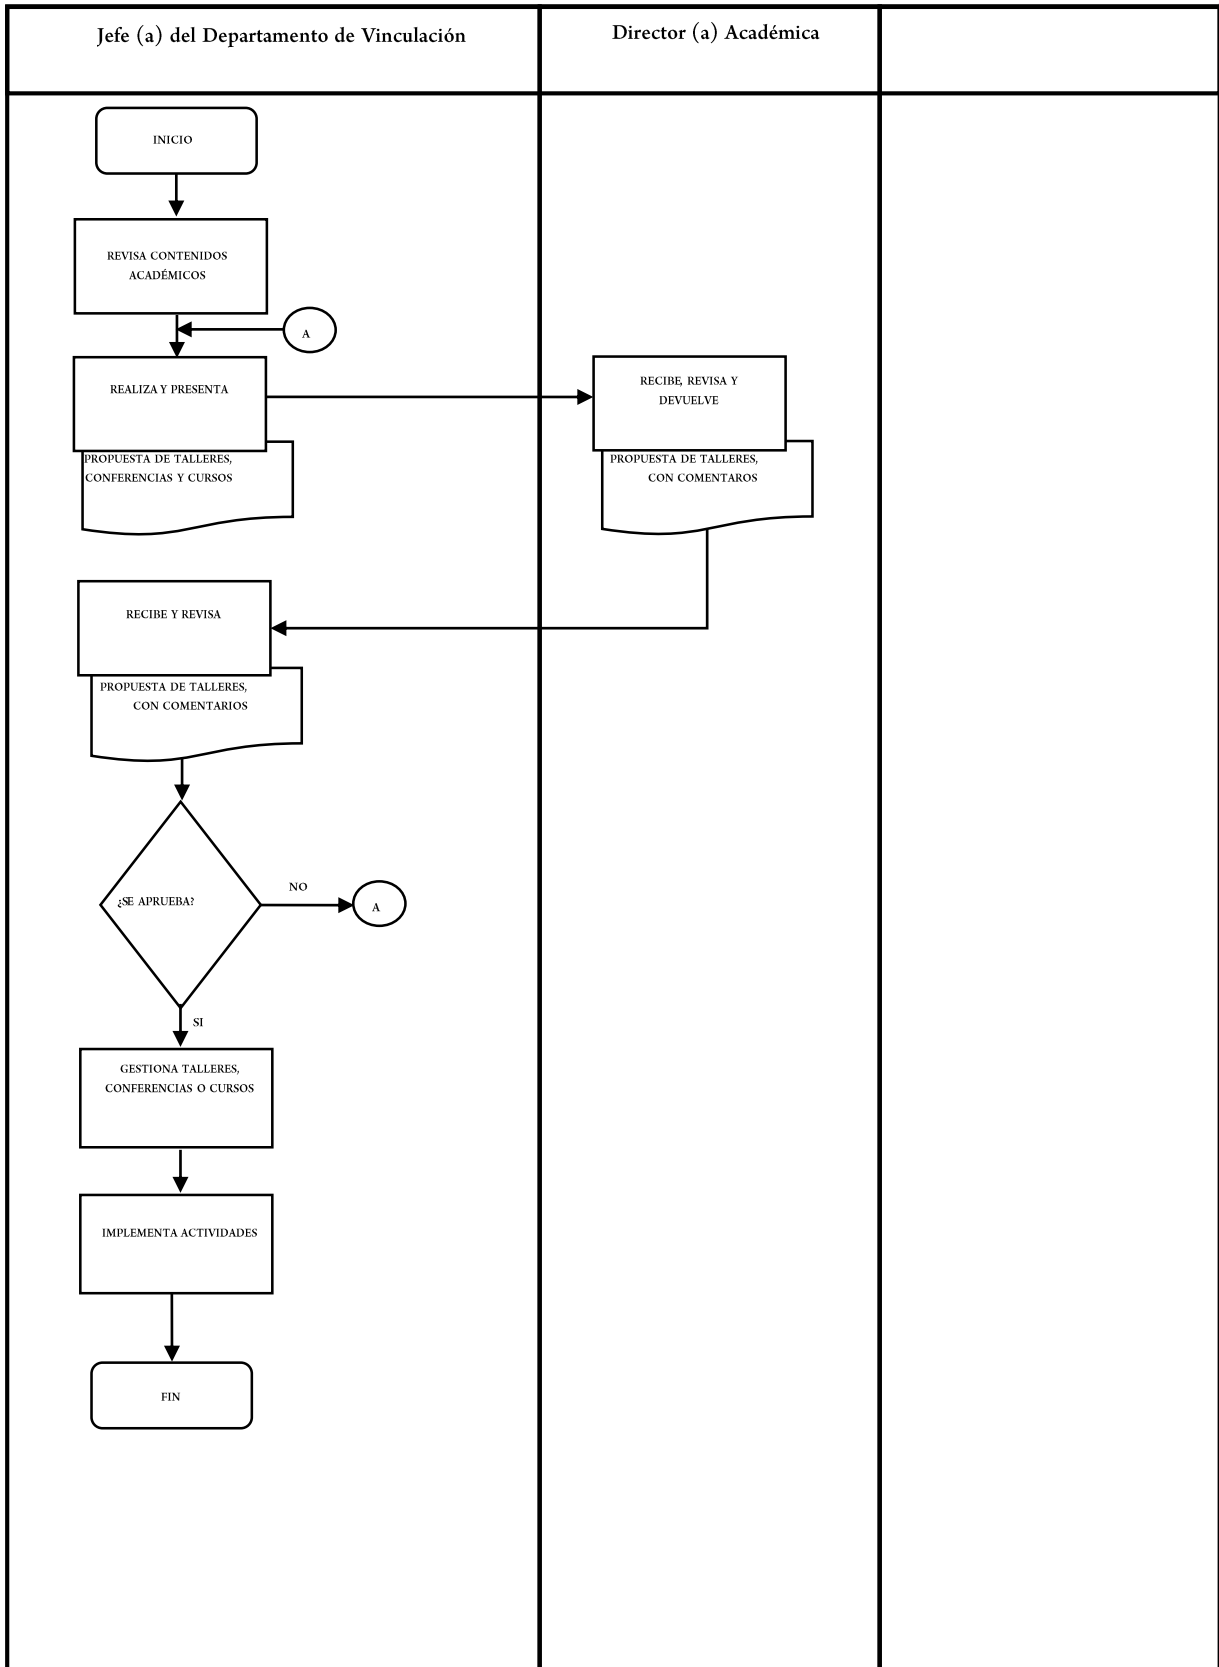 Jefe (a) del Departamento de Vinculación
Director (a) Académica
INICIO
REVISA CONTENIDOS
ACADÉMICOS
A
REALIZA Y PRESENTA
PROPUESTA DE TALLERES,
CONFERENCIAS Y CURSOS
RECIBE, REVISA Y
DEVUELVE
PROPUESTA DE TALLERES,
CON COMENTAROS
RECIBE Y REVISA
PROPUESTA DE TALLERES,
CON COMENTARIOS
¿SE APRUEBA?
NO
A
SI
GESTIONA TALLERES,
CONFERENCIAS O CURSOS
IMPLEMENTA ACTIVIDADES
FIN